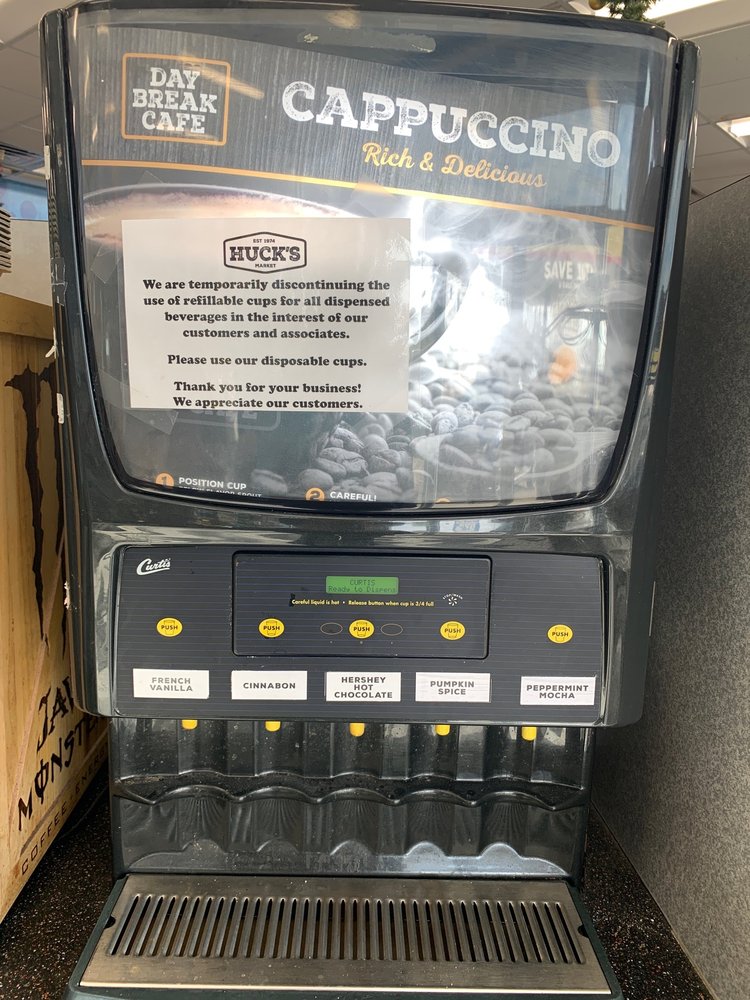 DAY
BREAK
CAFE
CAPPUCCINO
Rich & Delicious
EST 1974
HUCK'S
MARKET
We are temporarily discontinuing the
use of refillable cups for all dispensed
beverages in the interest of our
customers and associates.
Please use our disposable cups.
Thank you for your business!
We appreciate our customers.
SAVE
1 POSITION CUP
2 CAREFUL!
Curtis
CURTIS
Ready to Dispense
Careful liquid is hot • Release button when cup is 3/4 full
PUSH
PUSH
PUSH
PUSH
PUSH
FRENCH
VANILLA
CINNABON
HERSHEY
HOT
CHOCOLATE
PUMPKIN
SPICE
PEPPERMINT
MOCHA
JAVA
MONSTER
COFFEE